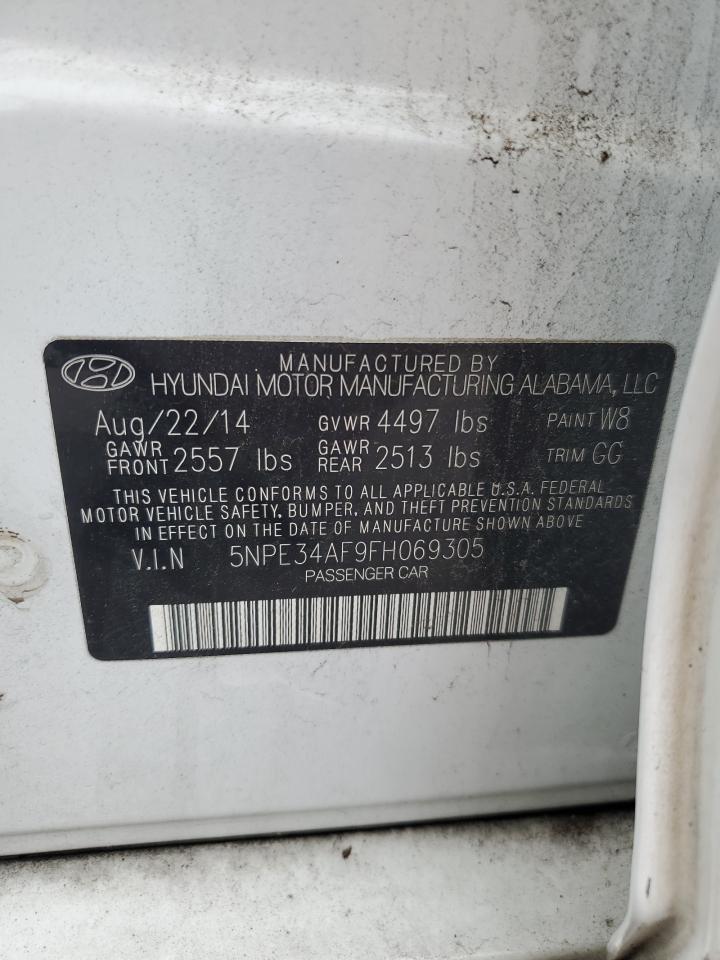 MANUFACTURED BY
HYUNDAI MOTOR MANUFACTURING ALABAMA, LLC
Aug/22/14 GVWR 4497 lbs PAINT W8
GAWR FRONT 2557 lbs GAWR REAR 2513 lbs TRIM GG
THIS VEHICLE CONFORMS TO ALL APPLICABLE U.S.A. FEDERAL
MOTOR VEHICLE SAFETY, BUMPER, AND THEFT PREVENTION STANDARDS
IN EFFECT ON THE DATE OF MANUFACTURE SHOWN ABOVE
V.I.N 5NPE34AF9FH069305
PASSENGER CAR